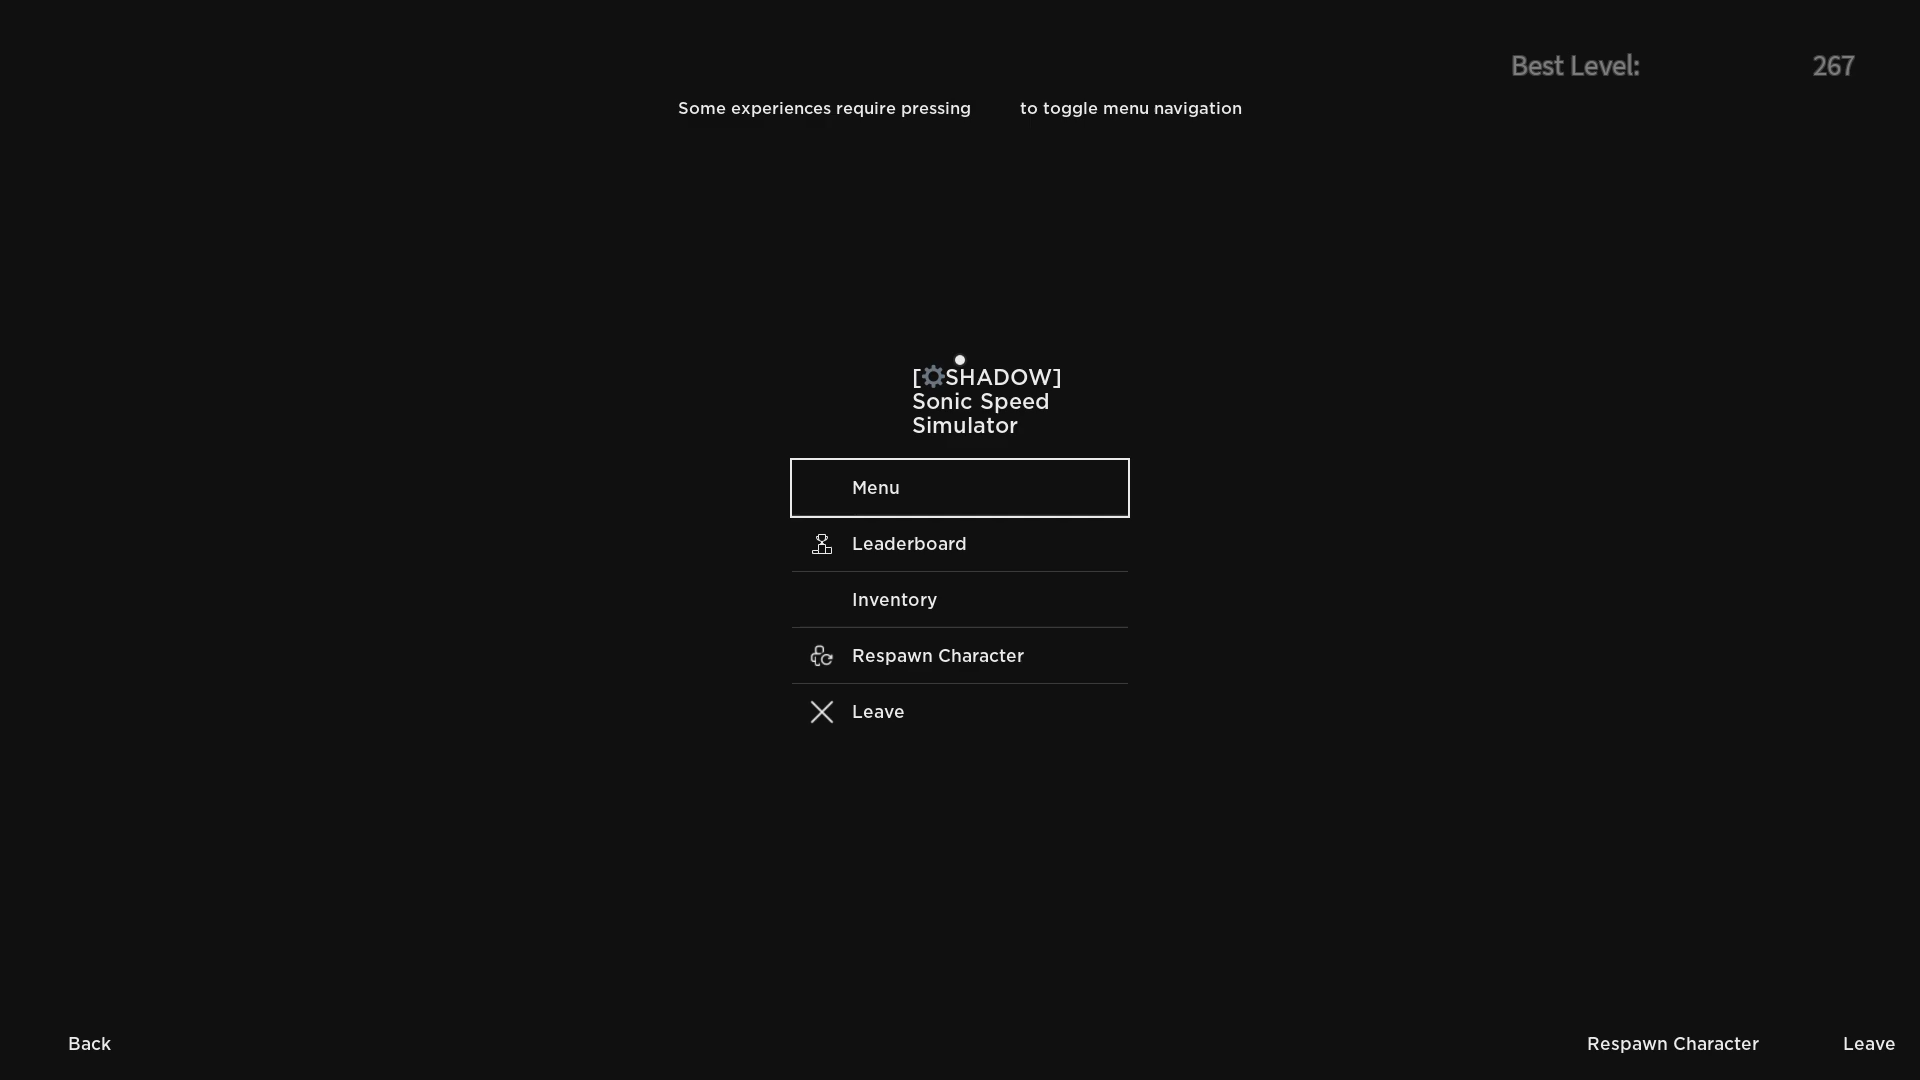 Best Level: 267
Some experiences require pressing to toggle menu navigation
[⚙SHADOW]
Sonic Speed
Simulator
Menu
Leaderboard
Inventory
Respawn Character
Leave
Back Respawn Character Leave